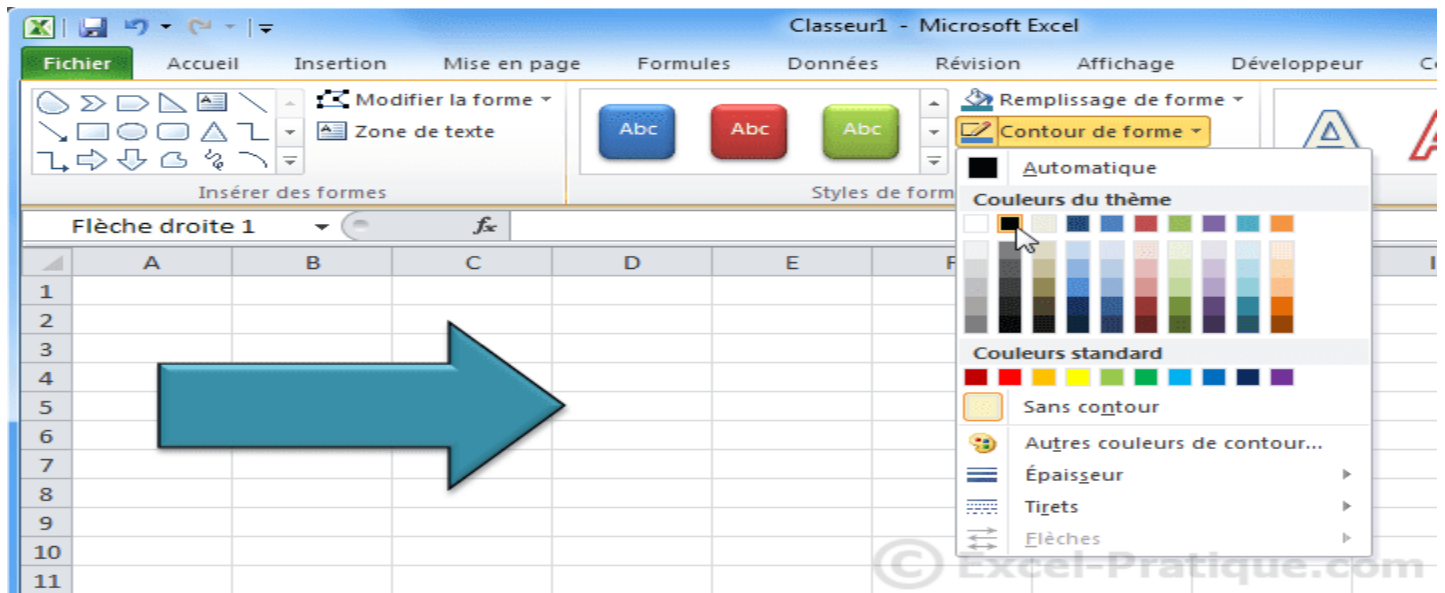 Classeur1 - Microsoft Excel
Fichier Accueil Insertion Mise en page Formules Données Révision Affichage Développeur
Modifier la forme
Zone de texte
Insérer des formes
Abc Abc Abc
Styles de form
Remplissage de forme
Contour de forme
A
Automatique
Couleurs du thème
Couleurs standard
Sans contour
Autres couleurs de contour...
Épaisseur
Tirets
Flèches
Flèche droite 1 fx
A B C D E F I
1
2
3
4
5
6
7
8
9
10
11
© Excel-Pratique.com